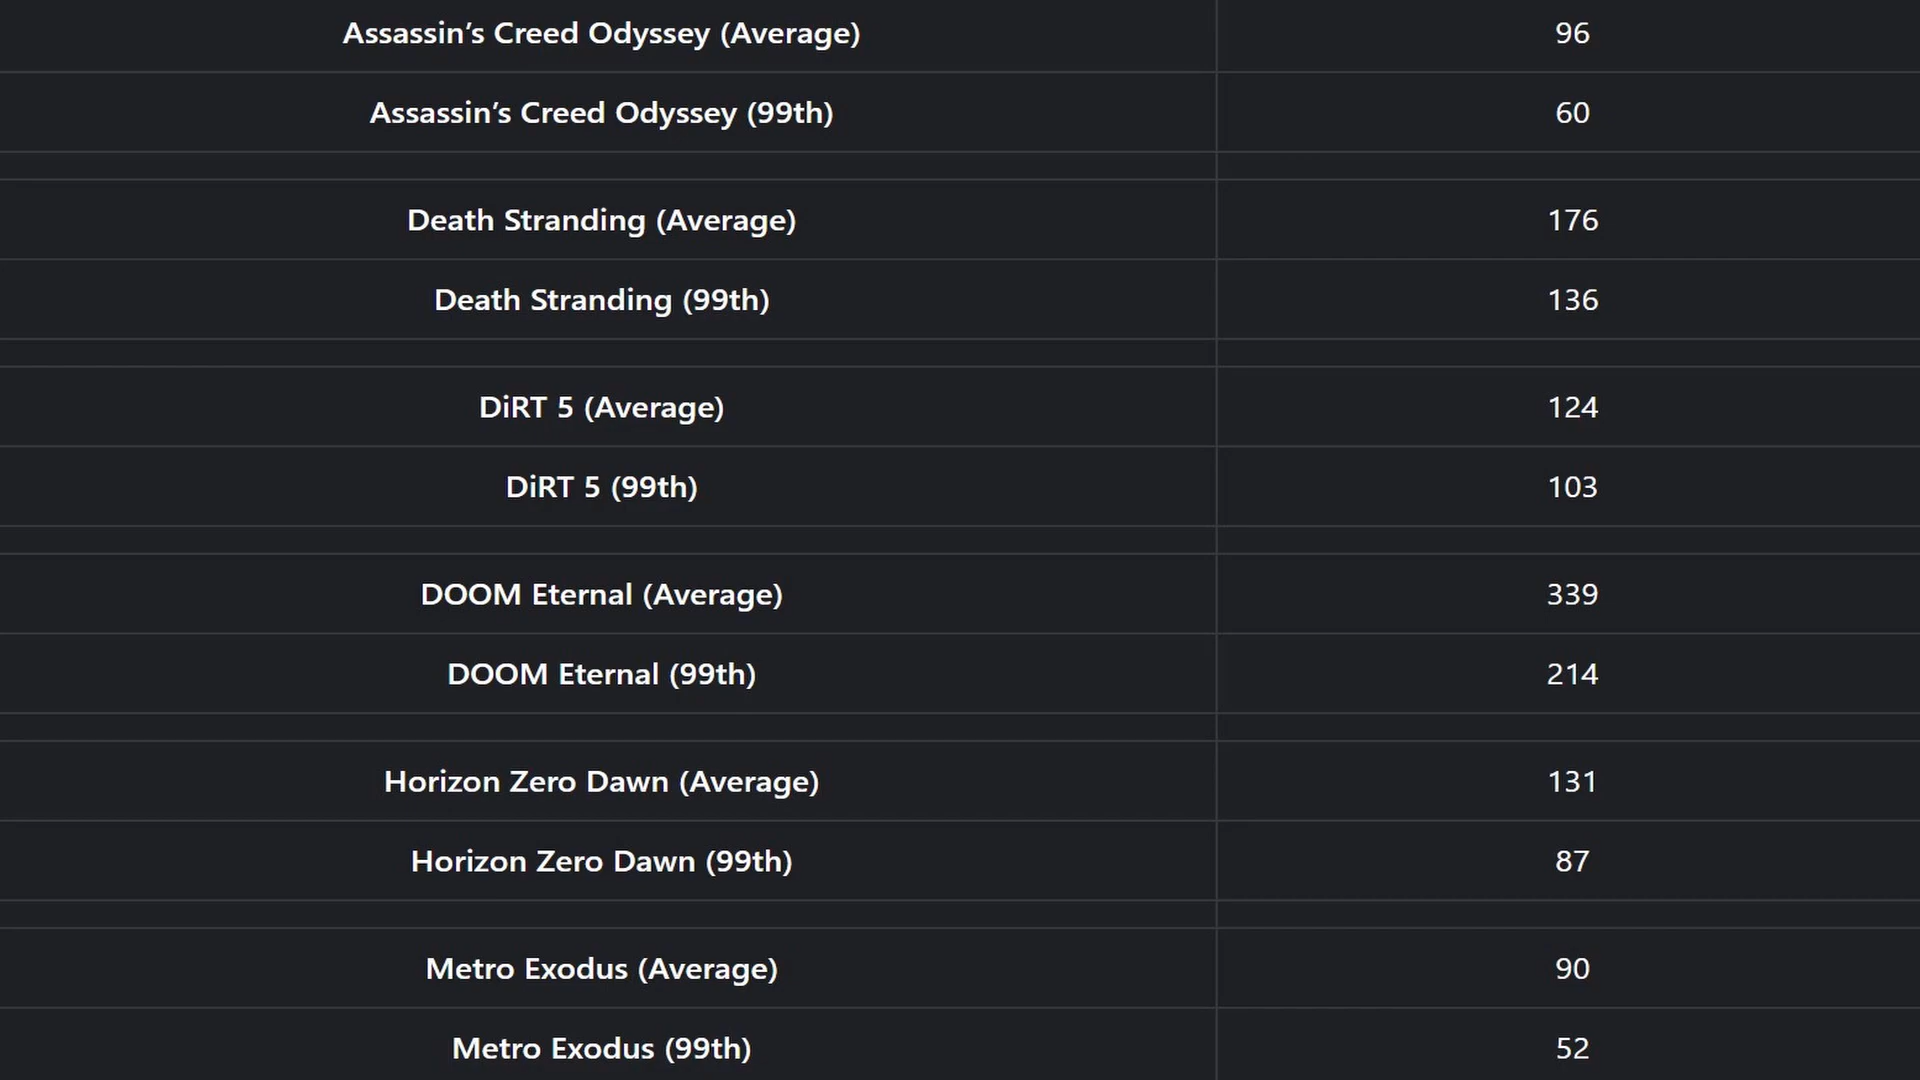 Assassin’s Creed Odyssey (Average) 96
Assassin’s Creed Odyssey (99th) 60
Death Stranding (Average) 176
Death Stranding (99th) 136
DiRT 5 (Average) 124
DiRT 5 (99th) 103
DOOM Eternal (Average) 339
DOOM Eternal (99th) 214
Horizon Zero Dawn (Average) 131
Horizon Zero Dawn (99th) 87
Metro Exodus (Average) 90
Metro Exodus (99th) 52